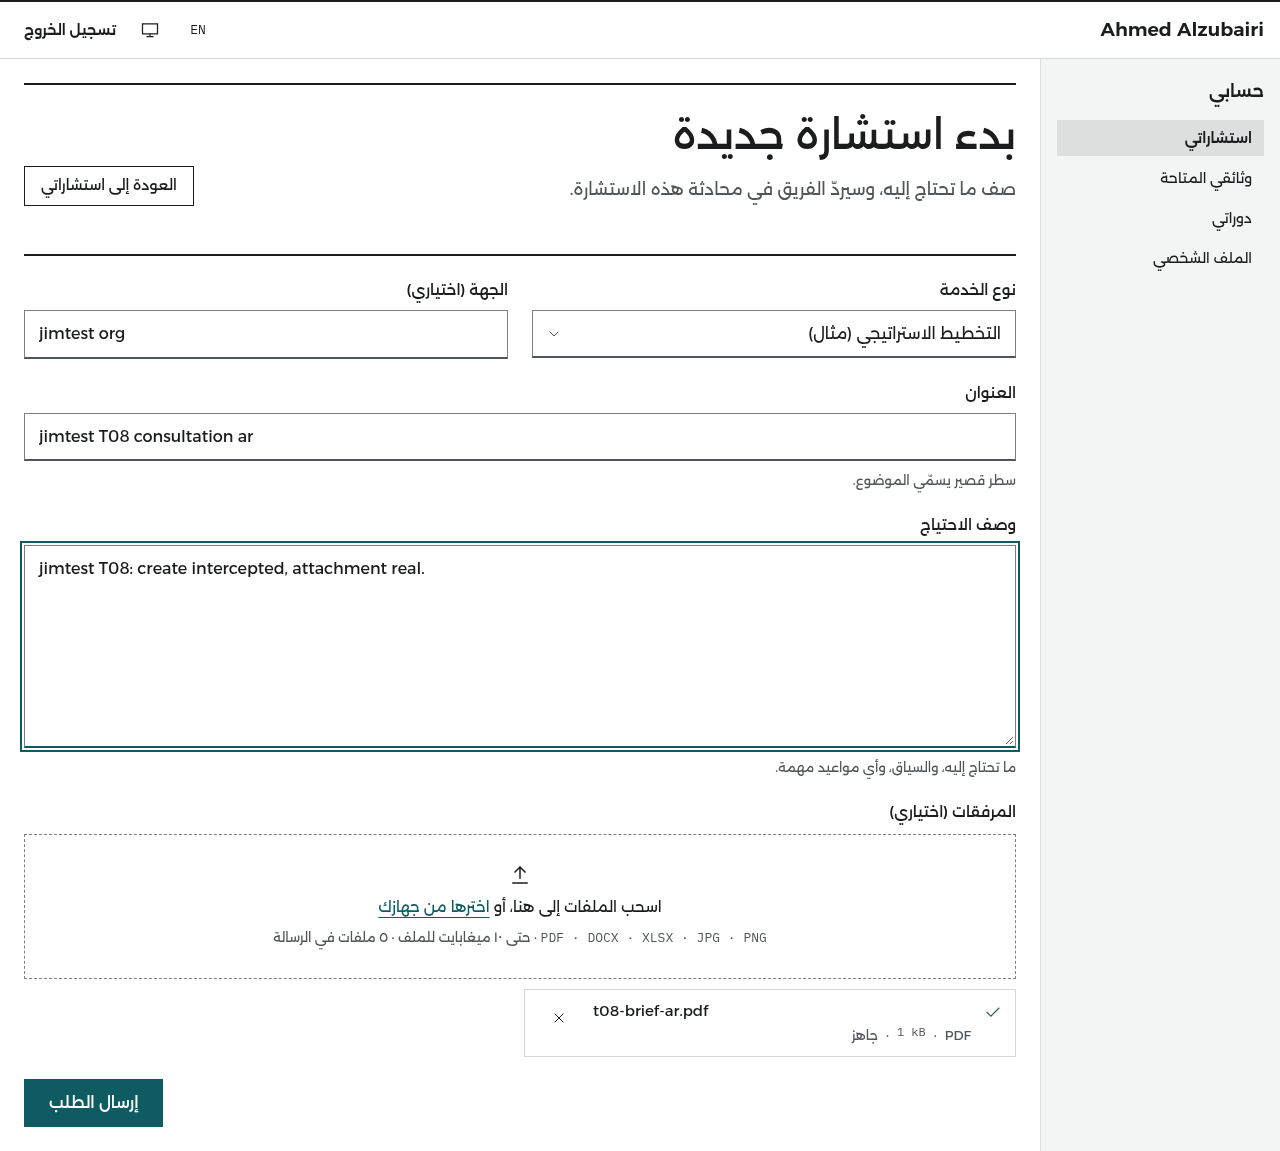 Ahmed Alzubairi
EN
تسجيل الخروج
حسابي
استشاراتي
وثائقي المتاحة
دوراتي
الملف الشخصي
بدء استشارة جديدة
صف ما تحتاج إليه، وسيردّ الفريق في محادثة هذه الاستشارة.
العودة إلى استشاراتي
نوع الخدمة
التخطيط الاستراتيجي (مثال)
الجهة (اختياري)
jimtest org
العنوان
jimtest T08 consultation ar
سطر قصير يسمّي الموضوع.
وصف الاحتياج
jimtest T08: create intercepted, attachment real.
ما تحتاج إليه، والسياق، وأي مواعيد مهمة.
المرفقات (اختياري)
اسحب الملفات إلى هنا، أو اخترها من جهازك
PDF · DOCX · XLSX · JPG · PNG · حتى ١٠ ميغابايت للملف · ٥ ملفات في الرسالة
t08-brief-ar.pdf
PDF · 1 kB · جاهز
إرسال الطلب